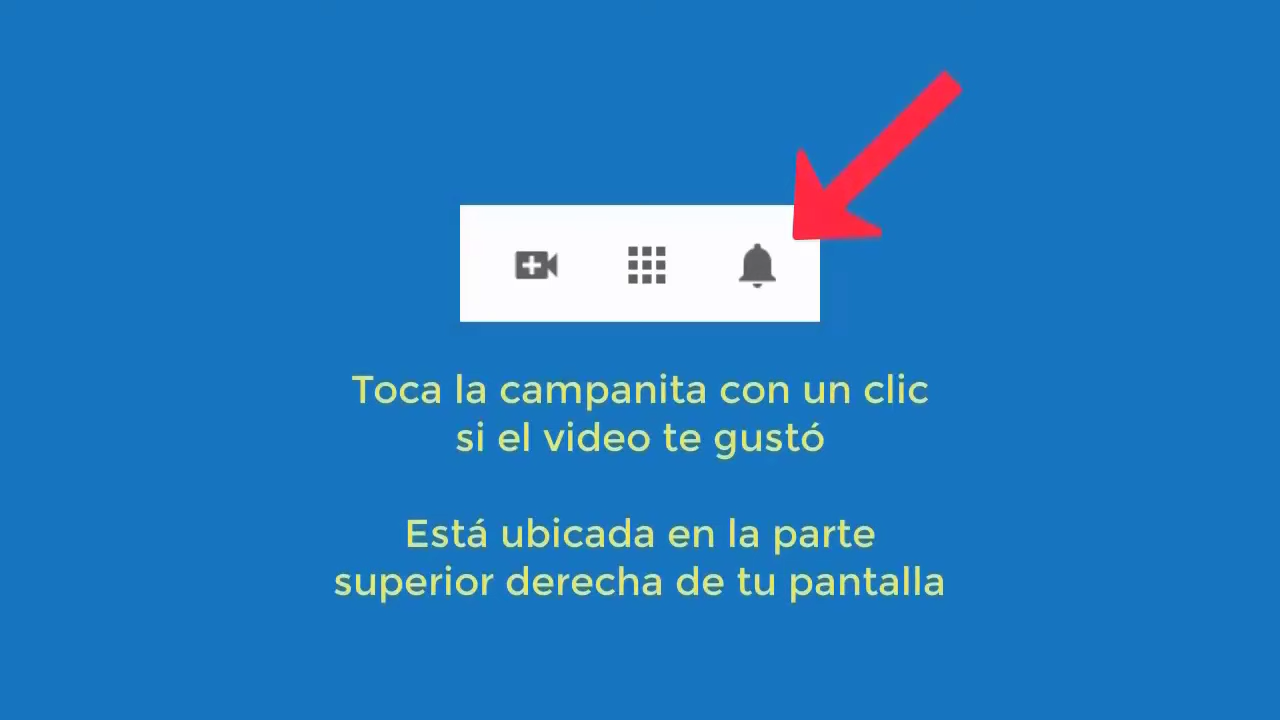 Toca la campanita con un clic
si el video te gustó
Está ubicada en la parte
superior derecha de tu pantalla